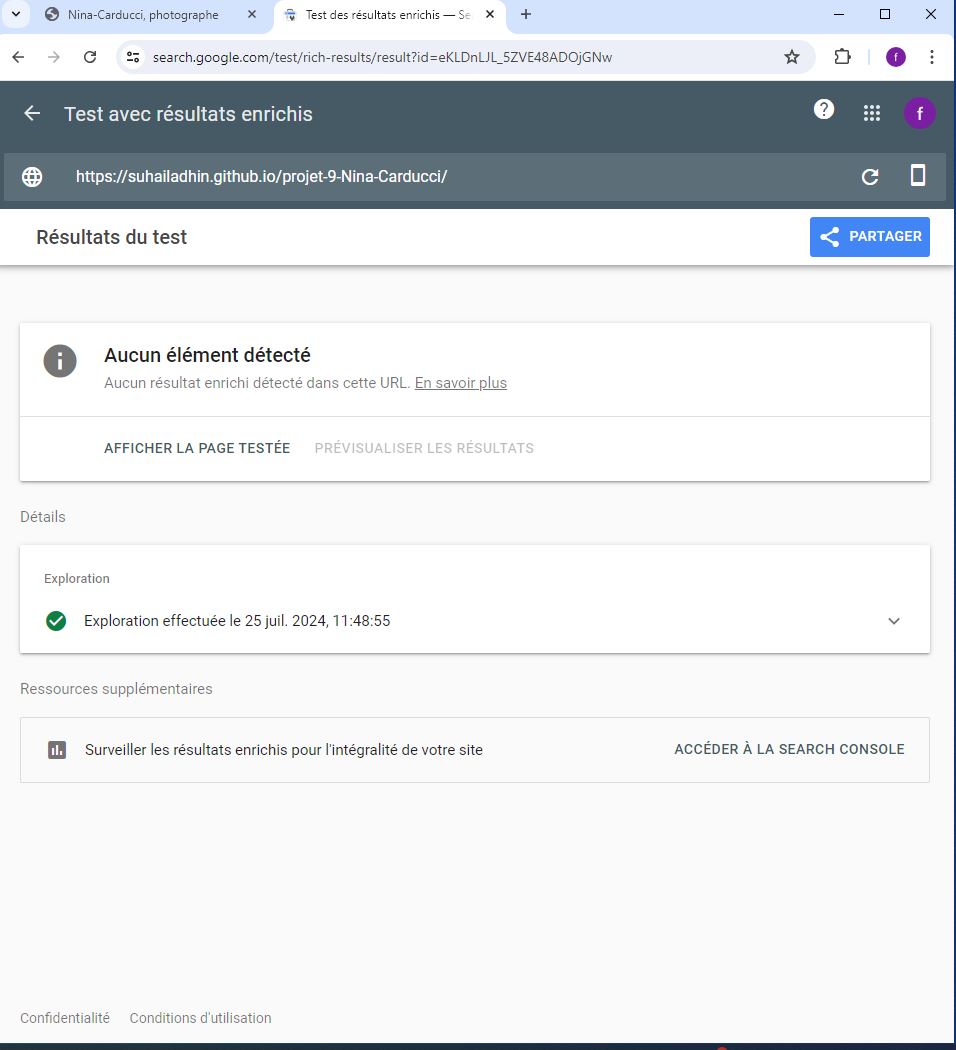 Nina-Carducci, photographe
Test des résultats enrichis — Se
search.google.com/test/rich-results/result?id=eKLDnLJL_5ZVE48ADOjGNw
f
Test avec résultats enrichis
f
https://suhailadhin.github.io/projet-9-Nina-Carducci/
Résultats du test
PARTAGER
Aucun élément détecté
Aucun résultat enrichi détecté dans cette URL. En savoir plus
AFFICHER LA PAGE TESTÉE PRÉVISUALISER LES RÉSULTATS
Détails
Exploration
Exploration effectuée le 25 juil. 2024, 11:48:55
Ressources supplémentaires
Surveiller les résultats enrichis pour l'intégralité de votre site
ACCÉDER À LA SEARCH CONSOLE
Confidentialité Conditions d'utilisation